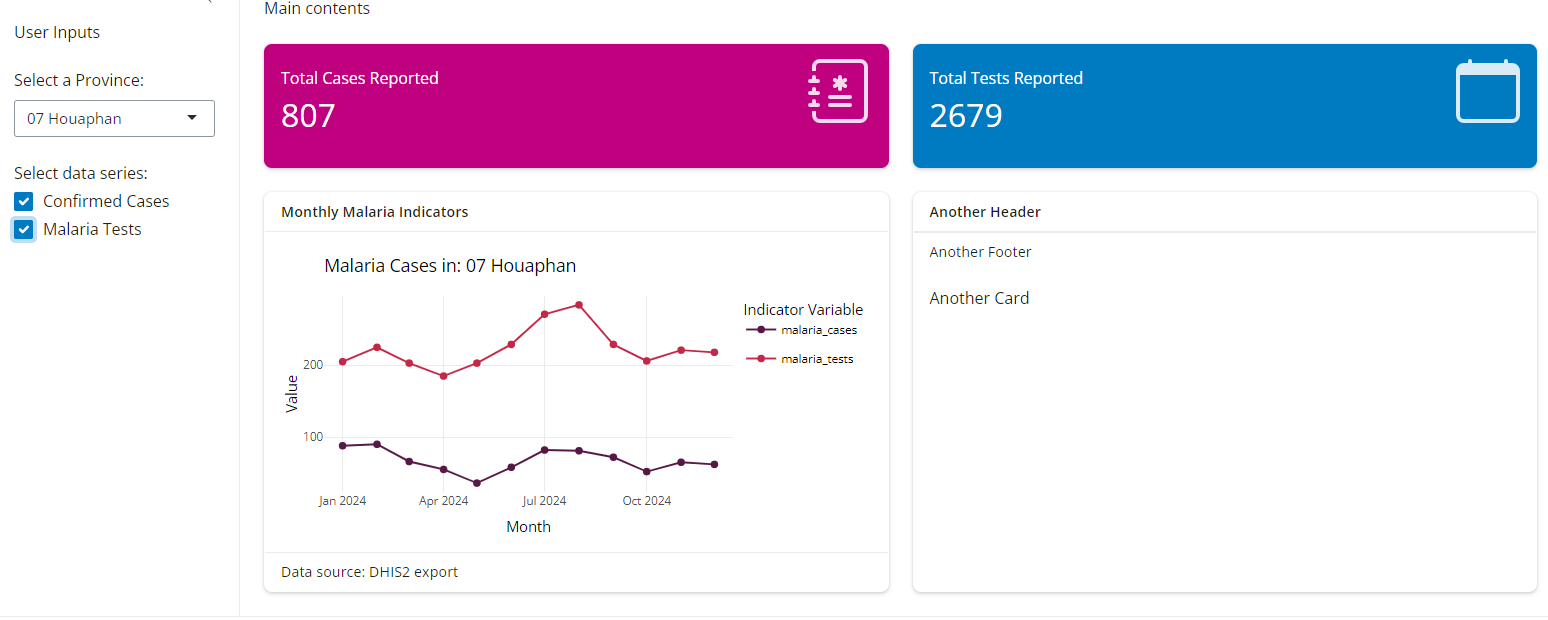 Main contents
User Inputs
Select a Province:
07 Houaphan
Select data series:
Confirmed Cases
Malaria Tests
Total Cases Reported
807
Total Tests Reported
2679
Monthly Malaria Indicators
Malaria Cases in: 07 Houaphan
Value
200
100
Jan 2024
Apr 2024
Jul 2024
Oct 2024
Month
Indicator Variable
malaria_cases
malaria_tests
Data source: DHIS2 export
Another Header
Another Footer
Another Card